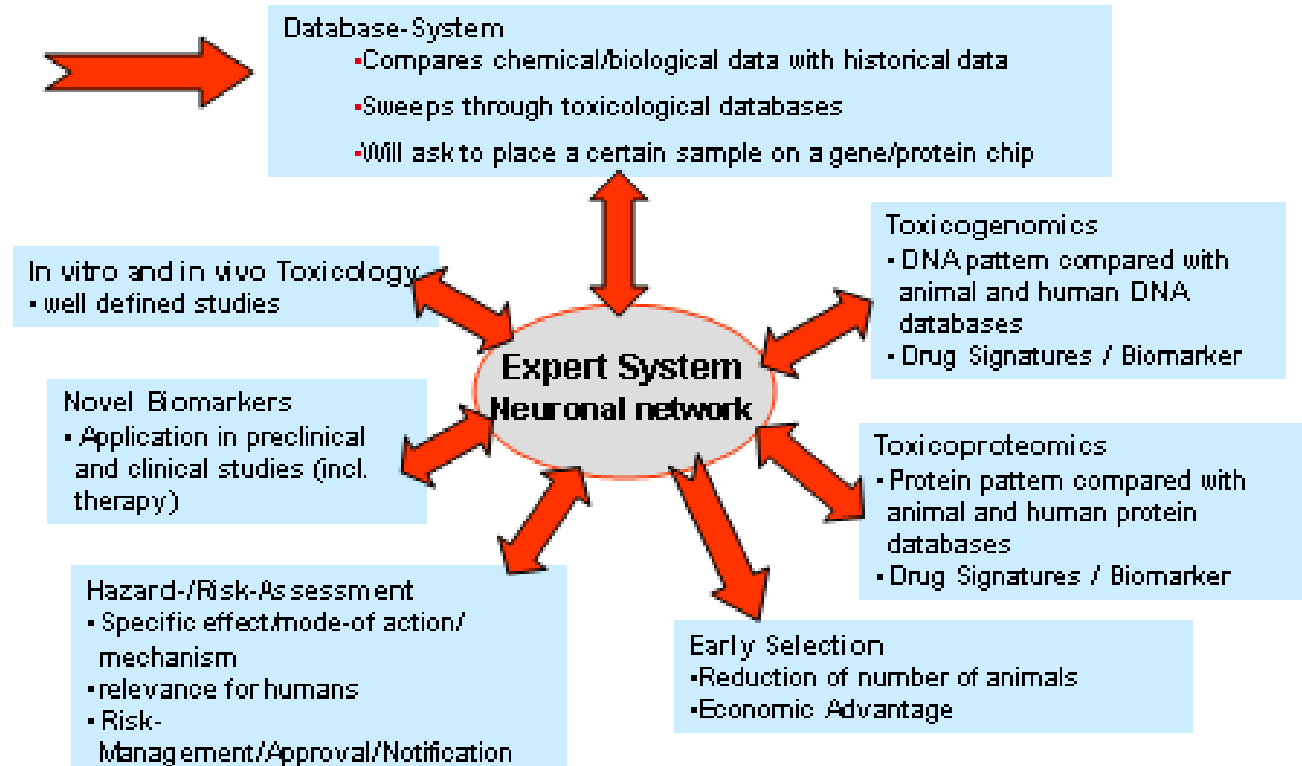 Database-System
▪Compares chemical/biological data with historical data
▪Sweeps through toxicological databases
▪Will ask to place a certain sample on a gene/protein chip
In vitro and in vivo Toxicology
▪ well defined studies
Toxicogenomics
▪ DNA pattern compared with
animal and human DNA
databases
▪ Drug Signatures / Biomarker
Expert System
Neuronal network
Novel Biomarkers
▪ Application in preclinical
and clinical studies (incl.
therapy)
Toxicoproteomics
▪ Protein pattern compared with
animal and human protein
databases
▪ Drug Signatures / Biomarker
Hazard-/Risk-Assessment
▪ Specific effect/mode-of action/
mechanism
▪relevance for humans
▪ Risk-
Management/Approval/Notification
Early Selection
▪Reduction of number of animals
▪Economic Advantage